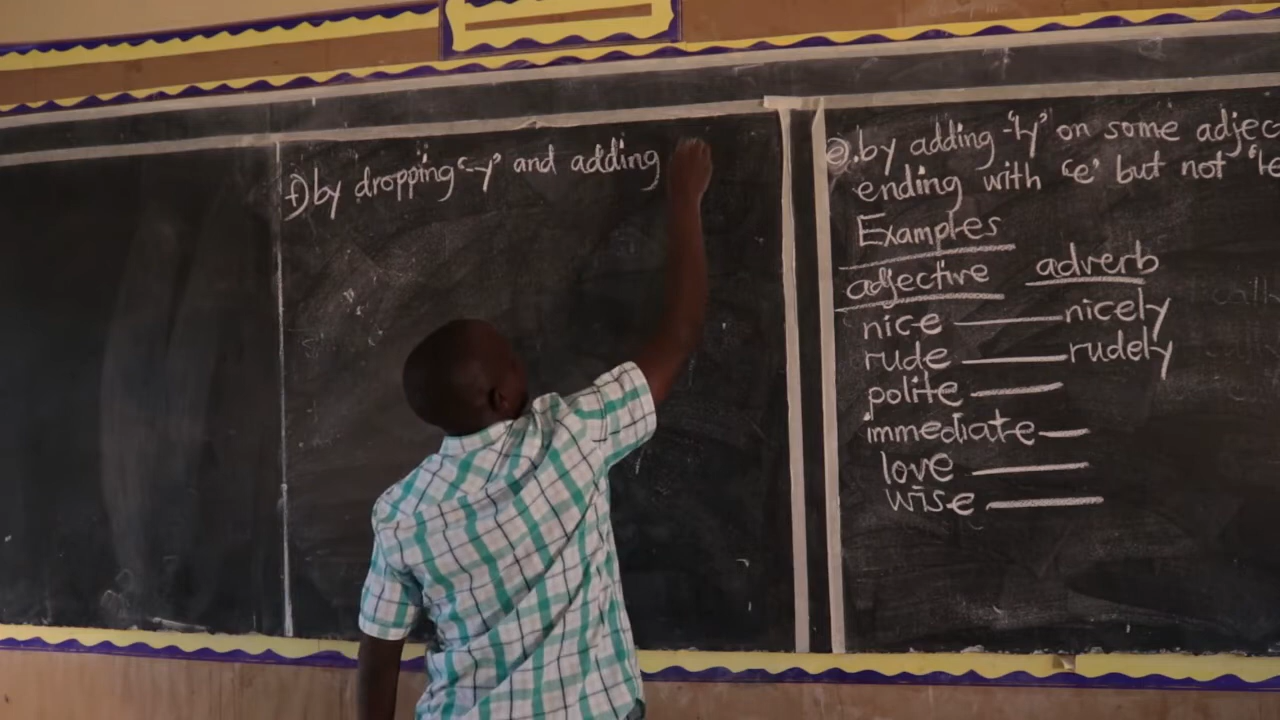 f) by dropping '-y' and adding
e). by adding '-ly' on some adjec
ending with 'e' but not 'le
Examples
adjective adverb
nice nicely
rude rudely
polite
immediate
love
wise